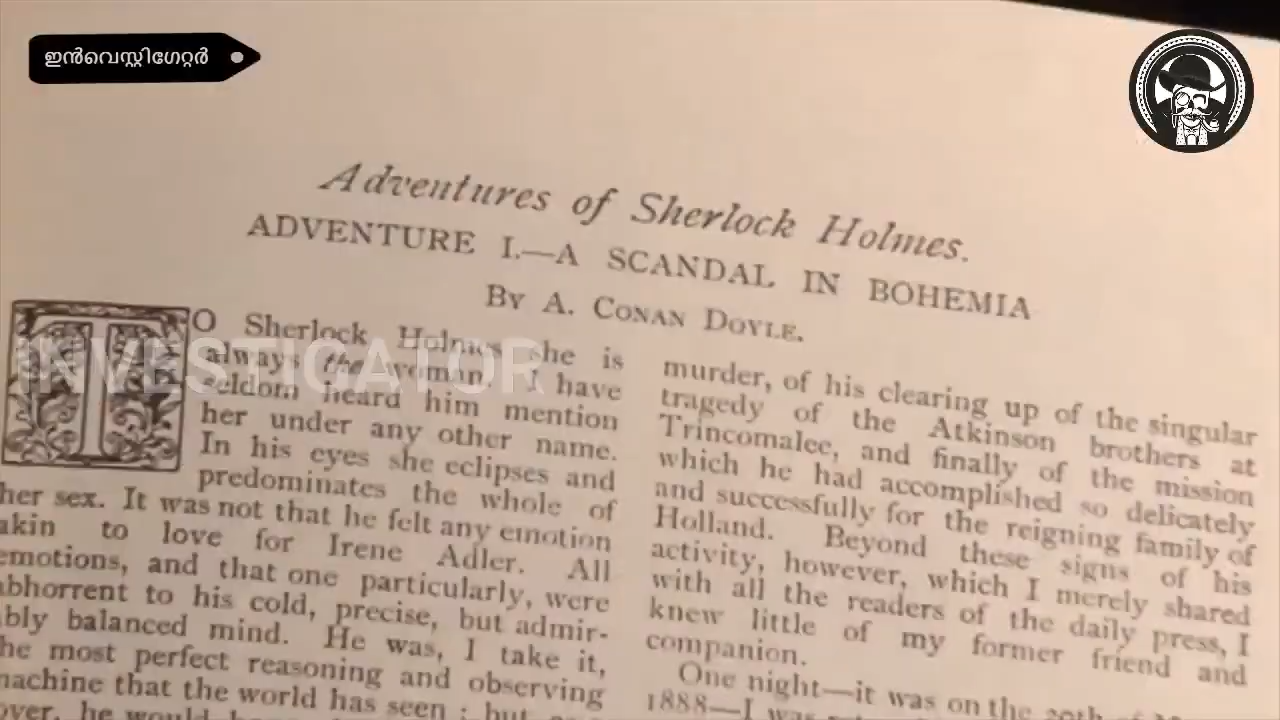 ഇൻവെസ്റ്റിഗേറ്റർ
Adventures of Sherlock Holmes.
ADVENTURE I.—A SCANDAL IN BOHEMIA
By A. Conan Doyle.
TO Sherlock Holmes she is
always the woman. I have
seldom heard him mention
her under any other name.
In his eyes she eclipses and
predominates the whole of
her sex. It was not that he felt any emotion
akin to love for Irene Adler. All
emotions, and that one particularly, were
abhorrent to his cold, precise, but admir-
ably balanced mind. He was, I take it,
the most perfect reasoning and observing
machine that the world has seen; but
over, he would
murder, of his clearing up of the singular
tragedy of the Atkinson brothers at
Trincomalee, and finally of the mission
which he had accomplished so delicately
and successfully for the reigning family of
Holland. Beyond these signs of his
activity, however, which I merely shared
with all the readers of the daily press, I
knew little of my former friend and
companion.
One night—it was on the 20th of
1888—I was
INVESTIGATOR